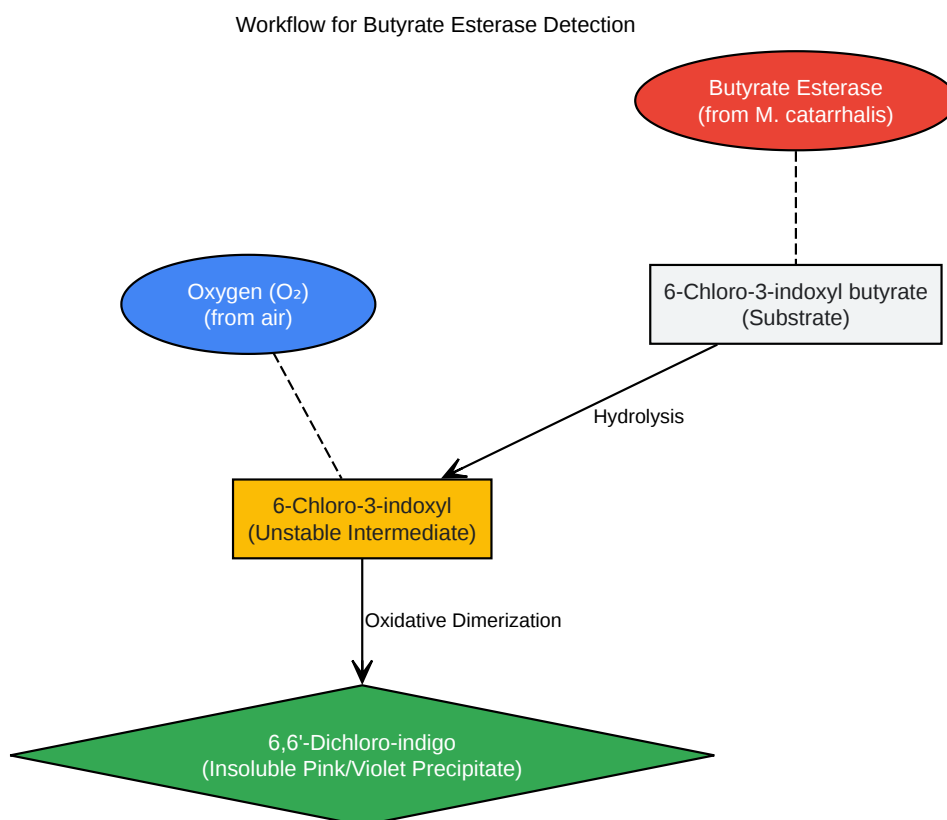 Workflow for Butyrate Esterase Detection
Butyrate Esterase
(from M. catarrhalis)
Oxygen (O₂)
(from air)
6-Chloro-3-indoxyl butyrate
(Substrate)
Hydrolysis
6-Chloro-3-indoxyl
(Unstable Intermediate)
Oxidative Dimerization
6,6'-Dichloro-indigo
(Insoluble Pink/Violet Precipitate)